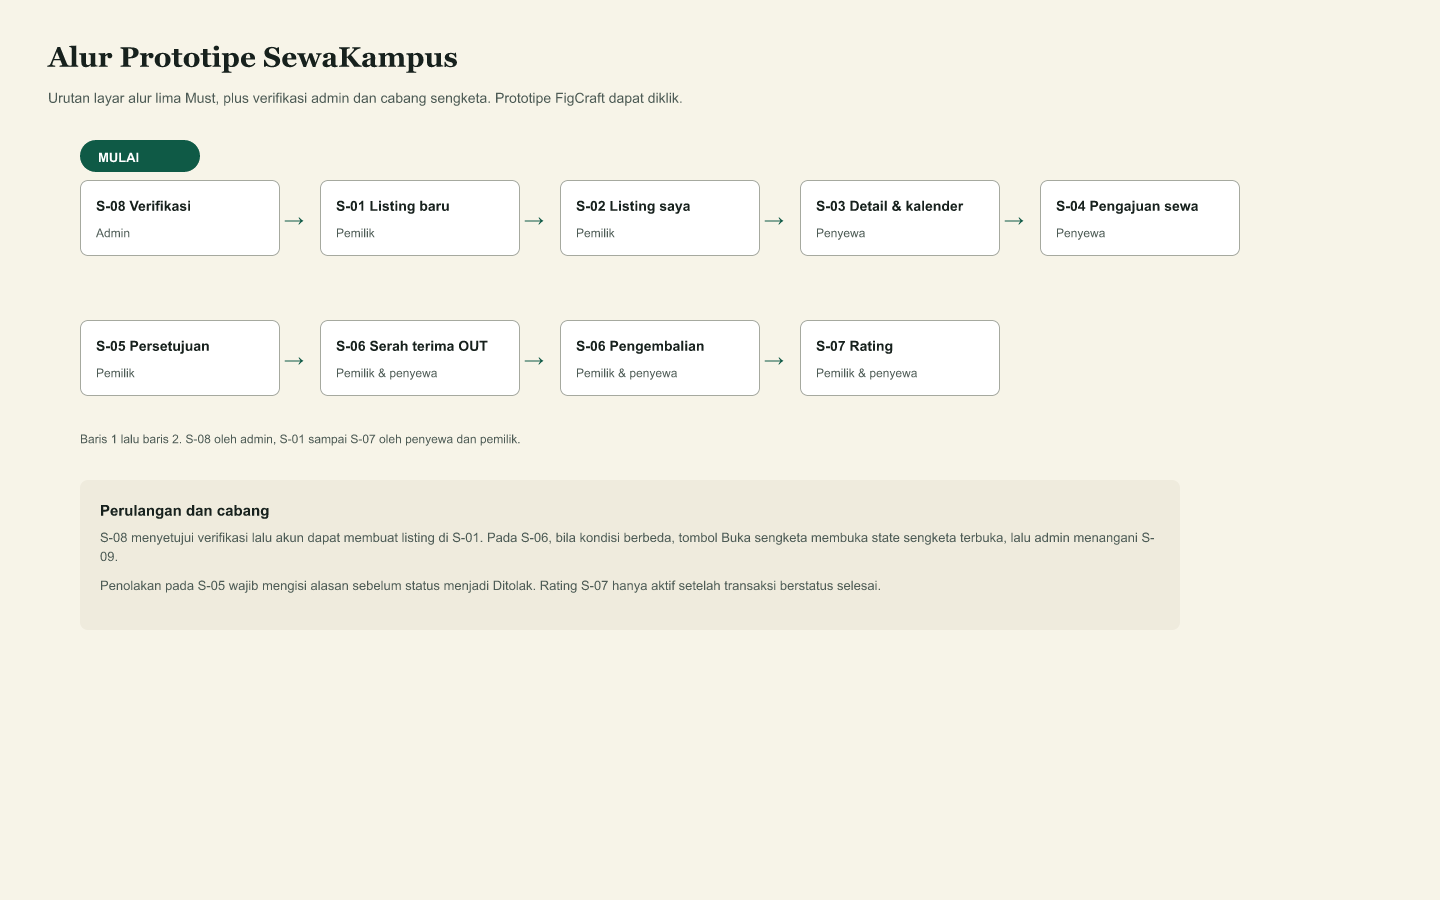 Alur Prototipe SewaKampus
Urutan layar alur lima Must, plus verifikasi admin dan cabang sengketa. Prototipe FigCraft dapat diklik.
MULAI
S-08 Verifikasi
Admin
→
S-01 Listing baru
Pemilik
→
S-02 Listing saya
Pemilik
→
S-03 Detail & kalender
Penyewa
→
S-04 Pengajuan sewa
Penyewa
S-05 Persetujuan
Pemilik
→
S-06 Serah terima OUT
Pemilik & penyewa
→
S-06 Pengembalian
Pemilik & penyewa
→
S-07 Rating
Pemilik & penyewa
Baris 1 lalu baris 2. S-08 oleh admin, S-01 sampai S-07 oleh penyewa dan pemilik.
Perulangan dan cabang
S-08 menyetujui verifikasi lalu akun dapat membuat listing di S-01. Pada S-06, bila kondisi berbeda, tombol Buka sengketa membuka state sengketa terbuka, lalu admin menangani S-
09.
Penolakan pada S-05 wajib mengisi alasan sebelum status menjadi Ditolak. Rating S-07 hanya aktif setelah transaksi berstatus selesai.